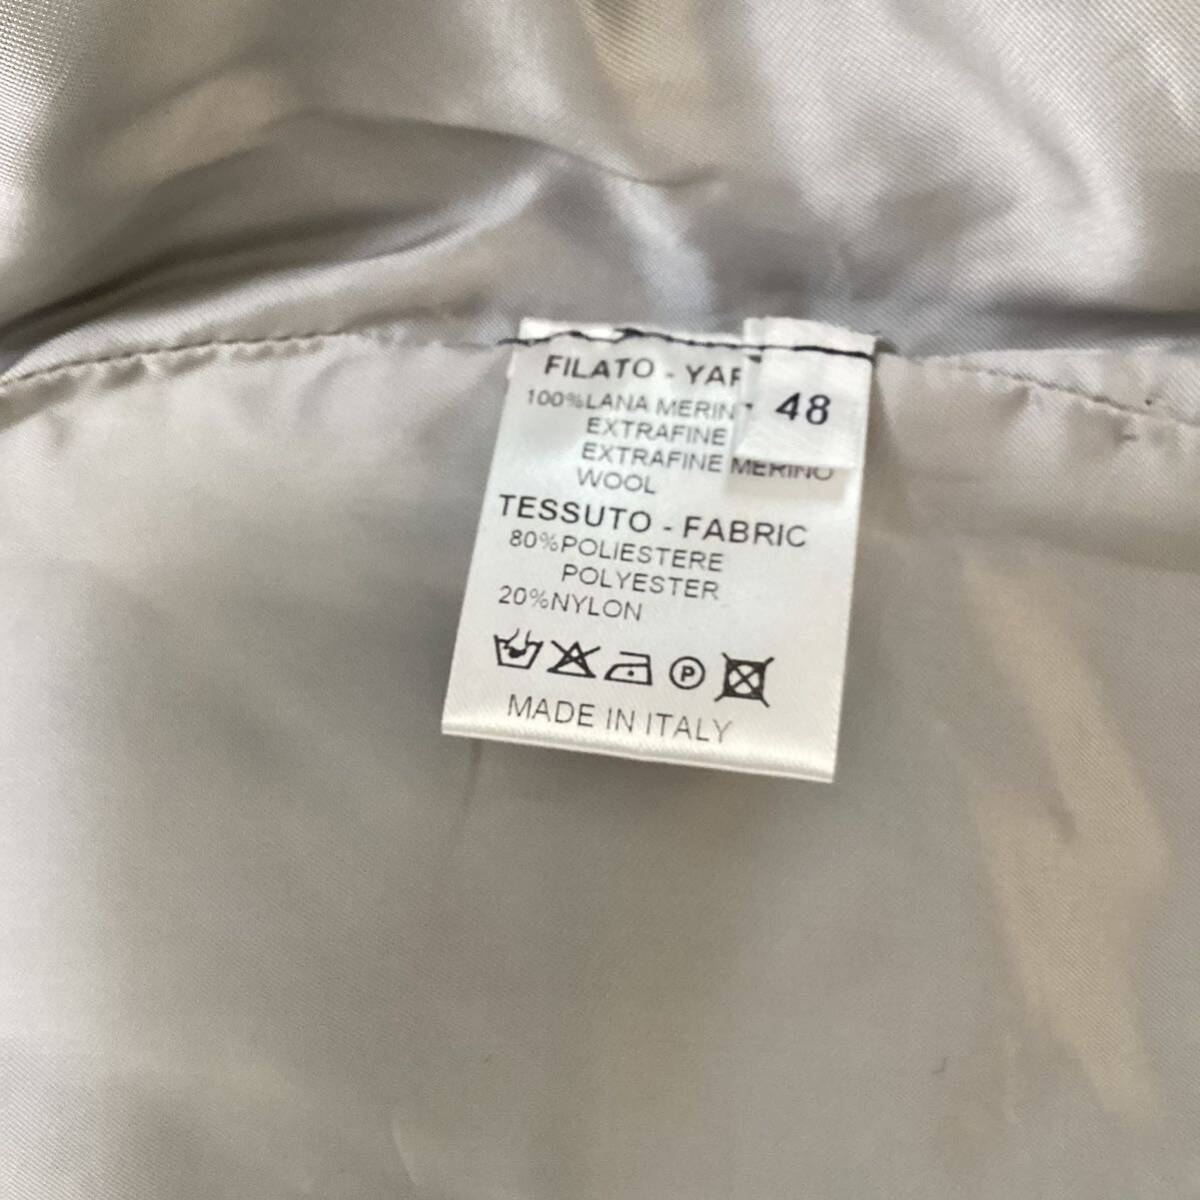 FILATO - YAR
48
100%LANA MERIN
EXTRAFINE
EXTRAFINE MERINO
WOOL
TESSUTO - FABRIC
80%POLIESTERE
POLYESTER
20%NYLON
P
MADE IN ITALY